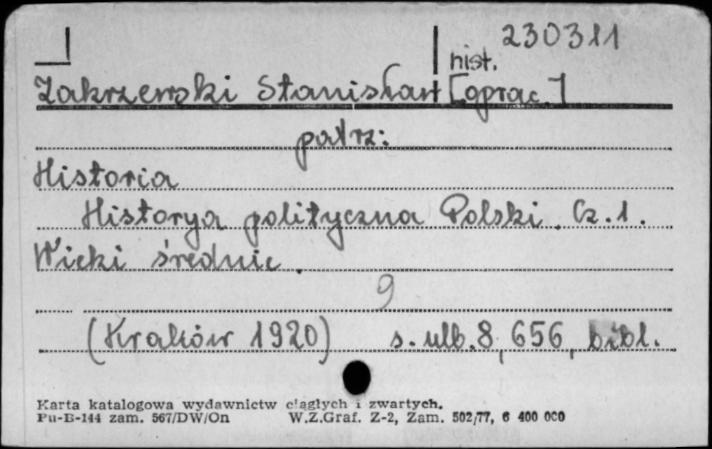 230311
hist.
Zakrzewski Stanisław [oprac.]
patrz:
Historia
Historya polityczna Polski. Cz. 1.
Wieki średnie.
9
(Kraków 1920) s. nlb. 8, 656, bibl.
Karta katalogowa wydawnictw ciągłych i zwartych.
Pu-B-144 zam. 567/DW/On W.Z.Graf. Z-2, Zam. 502/77, 6 400 000